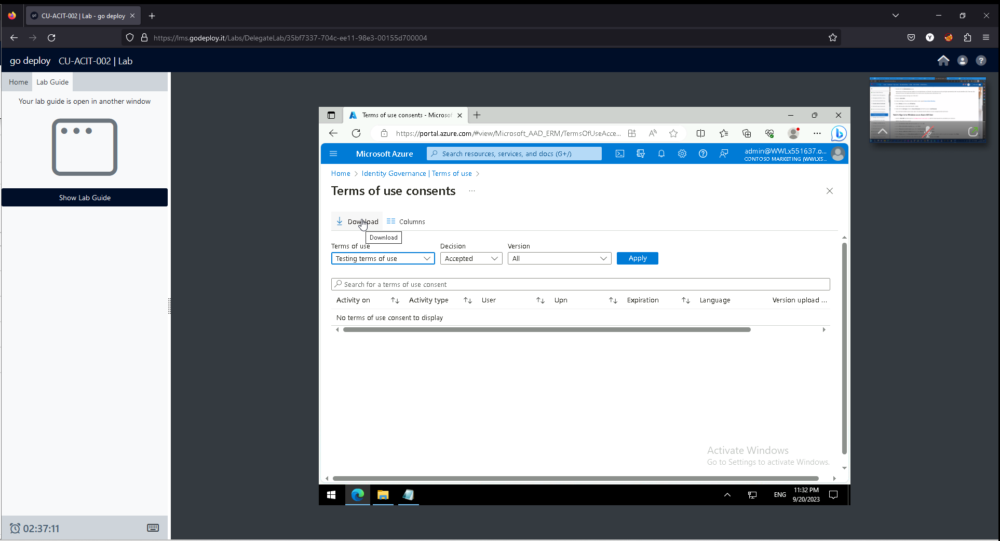 CU-ACIT-002 | Lab - go deploy
https://lms.godeploy.it/Labs/DelegateLab/35bf7337-704c-ee11-98e3-00155d700004
Y
go deploy CU-ACIT-002 | Lab
Home Lab Guide
Your lab guide is open in another window
Show Lab Guide
02:37:11
Terms of use consents - Microsof
https://portal.azure.com/#view/Microsoft_AAD_ERM/TermsOfUseAcce...
Microsoft Azure
Search resources, services, and docs (G+/)
admin@WWLx551637.o...
CONTOSO MARKETING (WWLX5...
Home > Identity Governance | Terms of use >
Terms of use consents ...
Download Columns
Download
Terms of use Decision Version
Testing terms of use Accepted All Apply
Search for a terms of use consent
Activity on Activity type User Upn Expiration Language Version upload ...
No terms of use consent to display
Activate Windows
Go to Settings to activate Windows.
ENG 11:32 PM
9/20/2023